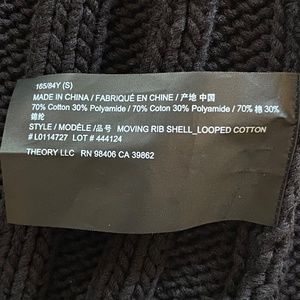 165/84Y (S)
MADE IN CHINA / FABRIQUÉ EN CHINE / 产地 中国
70% Cotton 30% Polyamide / 70% Coton 30% Polyamide / 70% 棉 30%
锦纶
STYLE / MODÈLE /品号 MOVING RIB SHELL_LOOPED COTTON
# L0114727 LOT # 444124
THEORY LLC RN 98406 CA 39862